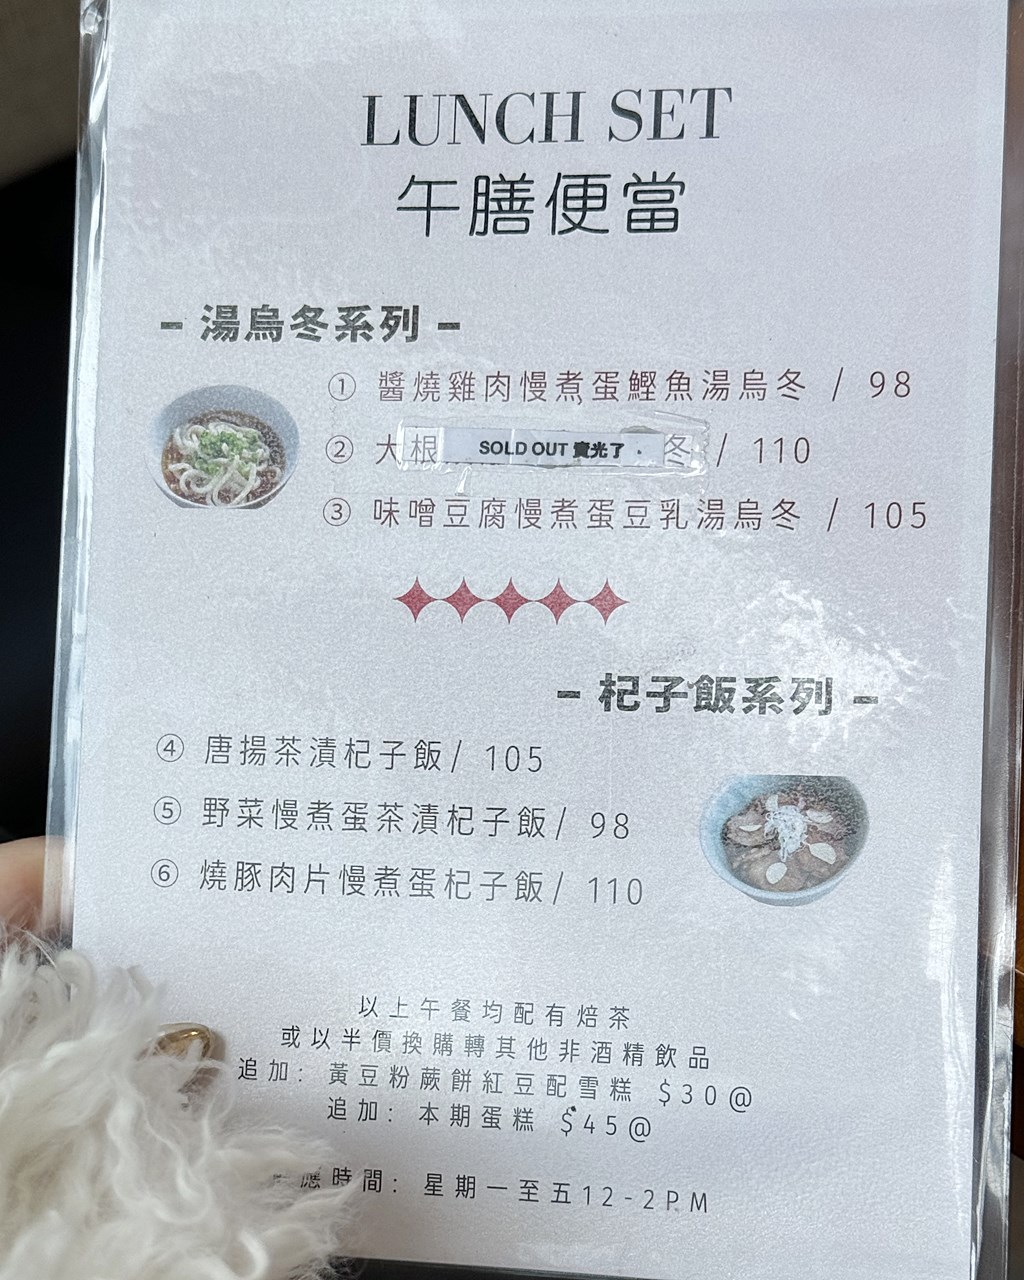 LUNCH SET
午膳便當
– 湯烏冬系列 –
① 醬燒雞肉慢煮蛋鰹魚湯烏冬 / 98
② 大根 SOLD OUT 賣光了 冬 / 110
③ 味噌豆腐慢煮蛋豆乳湯烏冬 / 105
– 杞子飯系列 –
④ 唐揚茶漬杞子飯/ 105
⑤ 野菜慢煮蛋茶漬杞子飯/ 98
⑥ 燒豚肉片慢煮蛋杞子飯/ 110
以上午餐均配有焙茶
或以半價換購轉其他非酒精飲品
追加: 黃豆粉蕨餅紅豆配雪糕 $30@
追加: 本期蛋糕 $45@
應時間: 星期一至五12-2PM